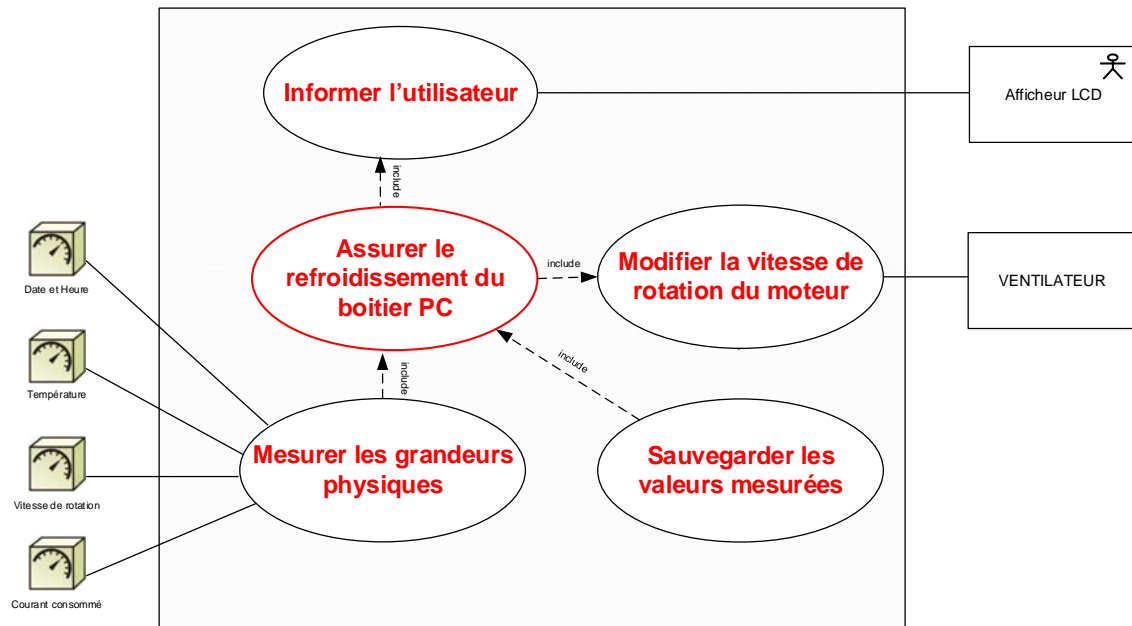 Informer l'utilisateur
Afficheur LCD
include
Assurer le
refroidissement du
boitier PC
include
Modifier la vitesse de
rotation du moteur
VENTILATEUR
Date et Heure
include
include
Température
Mesurer les grandeurs
physiques
Sauvegarder les
valeurs mesurées
Vitesse de rotation
Courant consommé